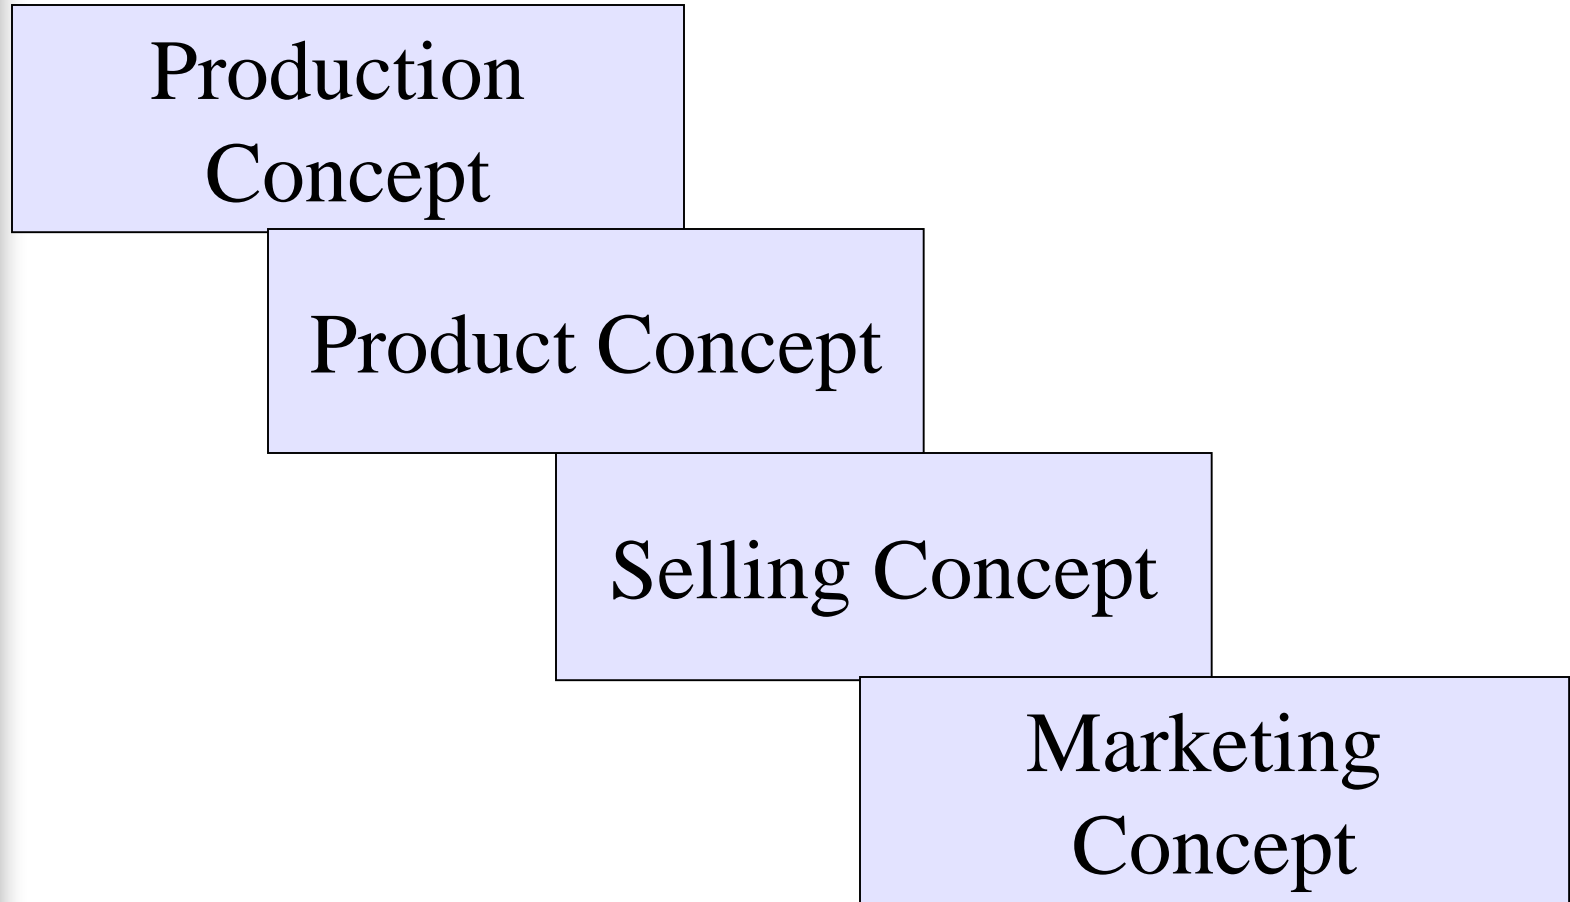 Production
Concept
Product Concept
Selling Concept
Marketing
Concept